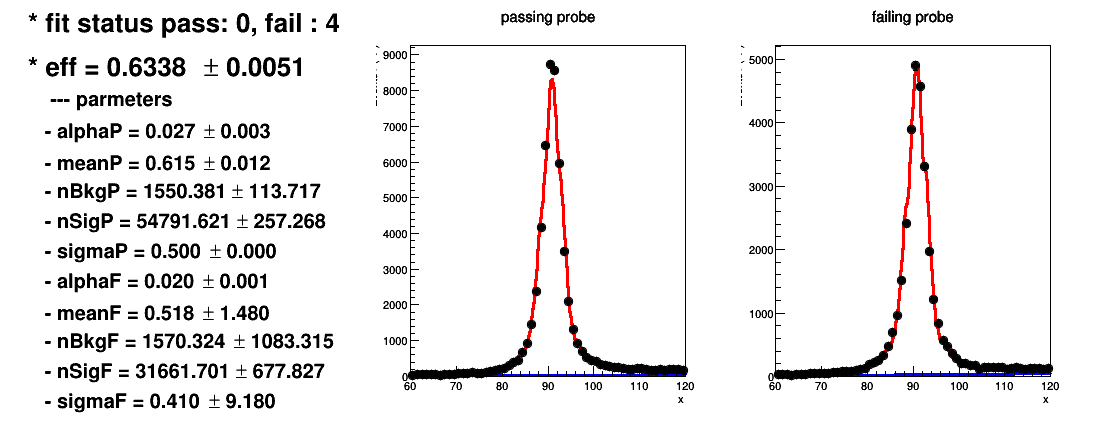 * fit status pass: 0, fail : 4
* eff = 0.6338 ± 0.0051
--- parmeters
- alphaP = 0.027 ± 0.003
- meanP = 0.615 ± 0.012
- nBkgP = 1550.381 ± 113.717
- nSigP = 54791.621 ± 257.268
- sigmaP = 0.500 ± 0.000
- alphaF = 0.020 ± 0.001
- meanF = 0.518 ± 1.480
- nBkgF = 1570.324 ± 1083.315
- nSigF = 31661.701 ± 677.827
- sigmaF = 0.410 ± 9.180
passing probe
9000
8000
7000
6000
5000
4000
3000
2000
1000
0
60 70 80 90 100 110 120
x
failing probe
5000
4000
3000
2000
1000
0
60 70 80 90 100 110 120
x